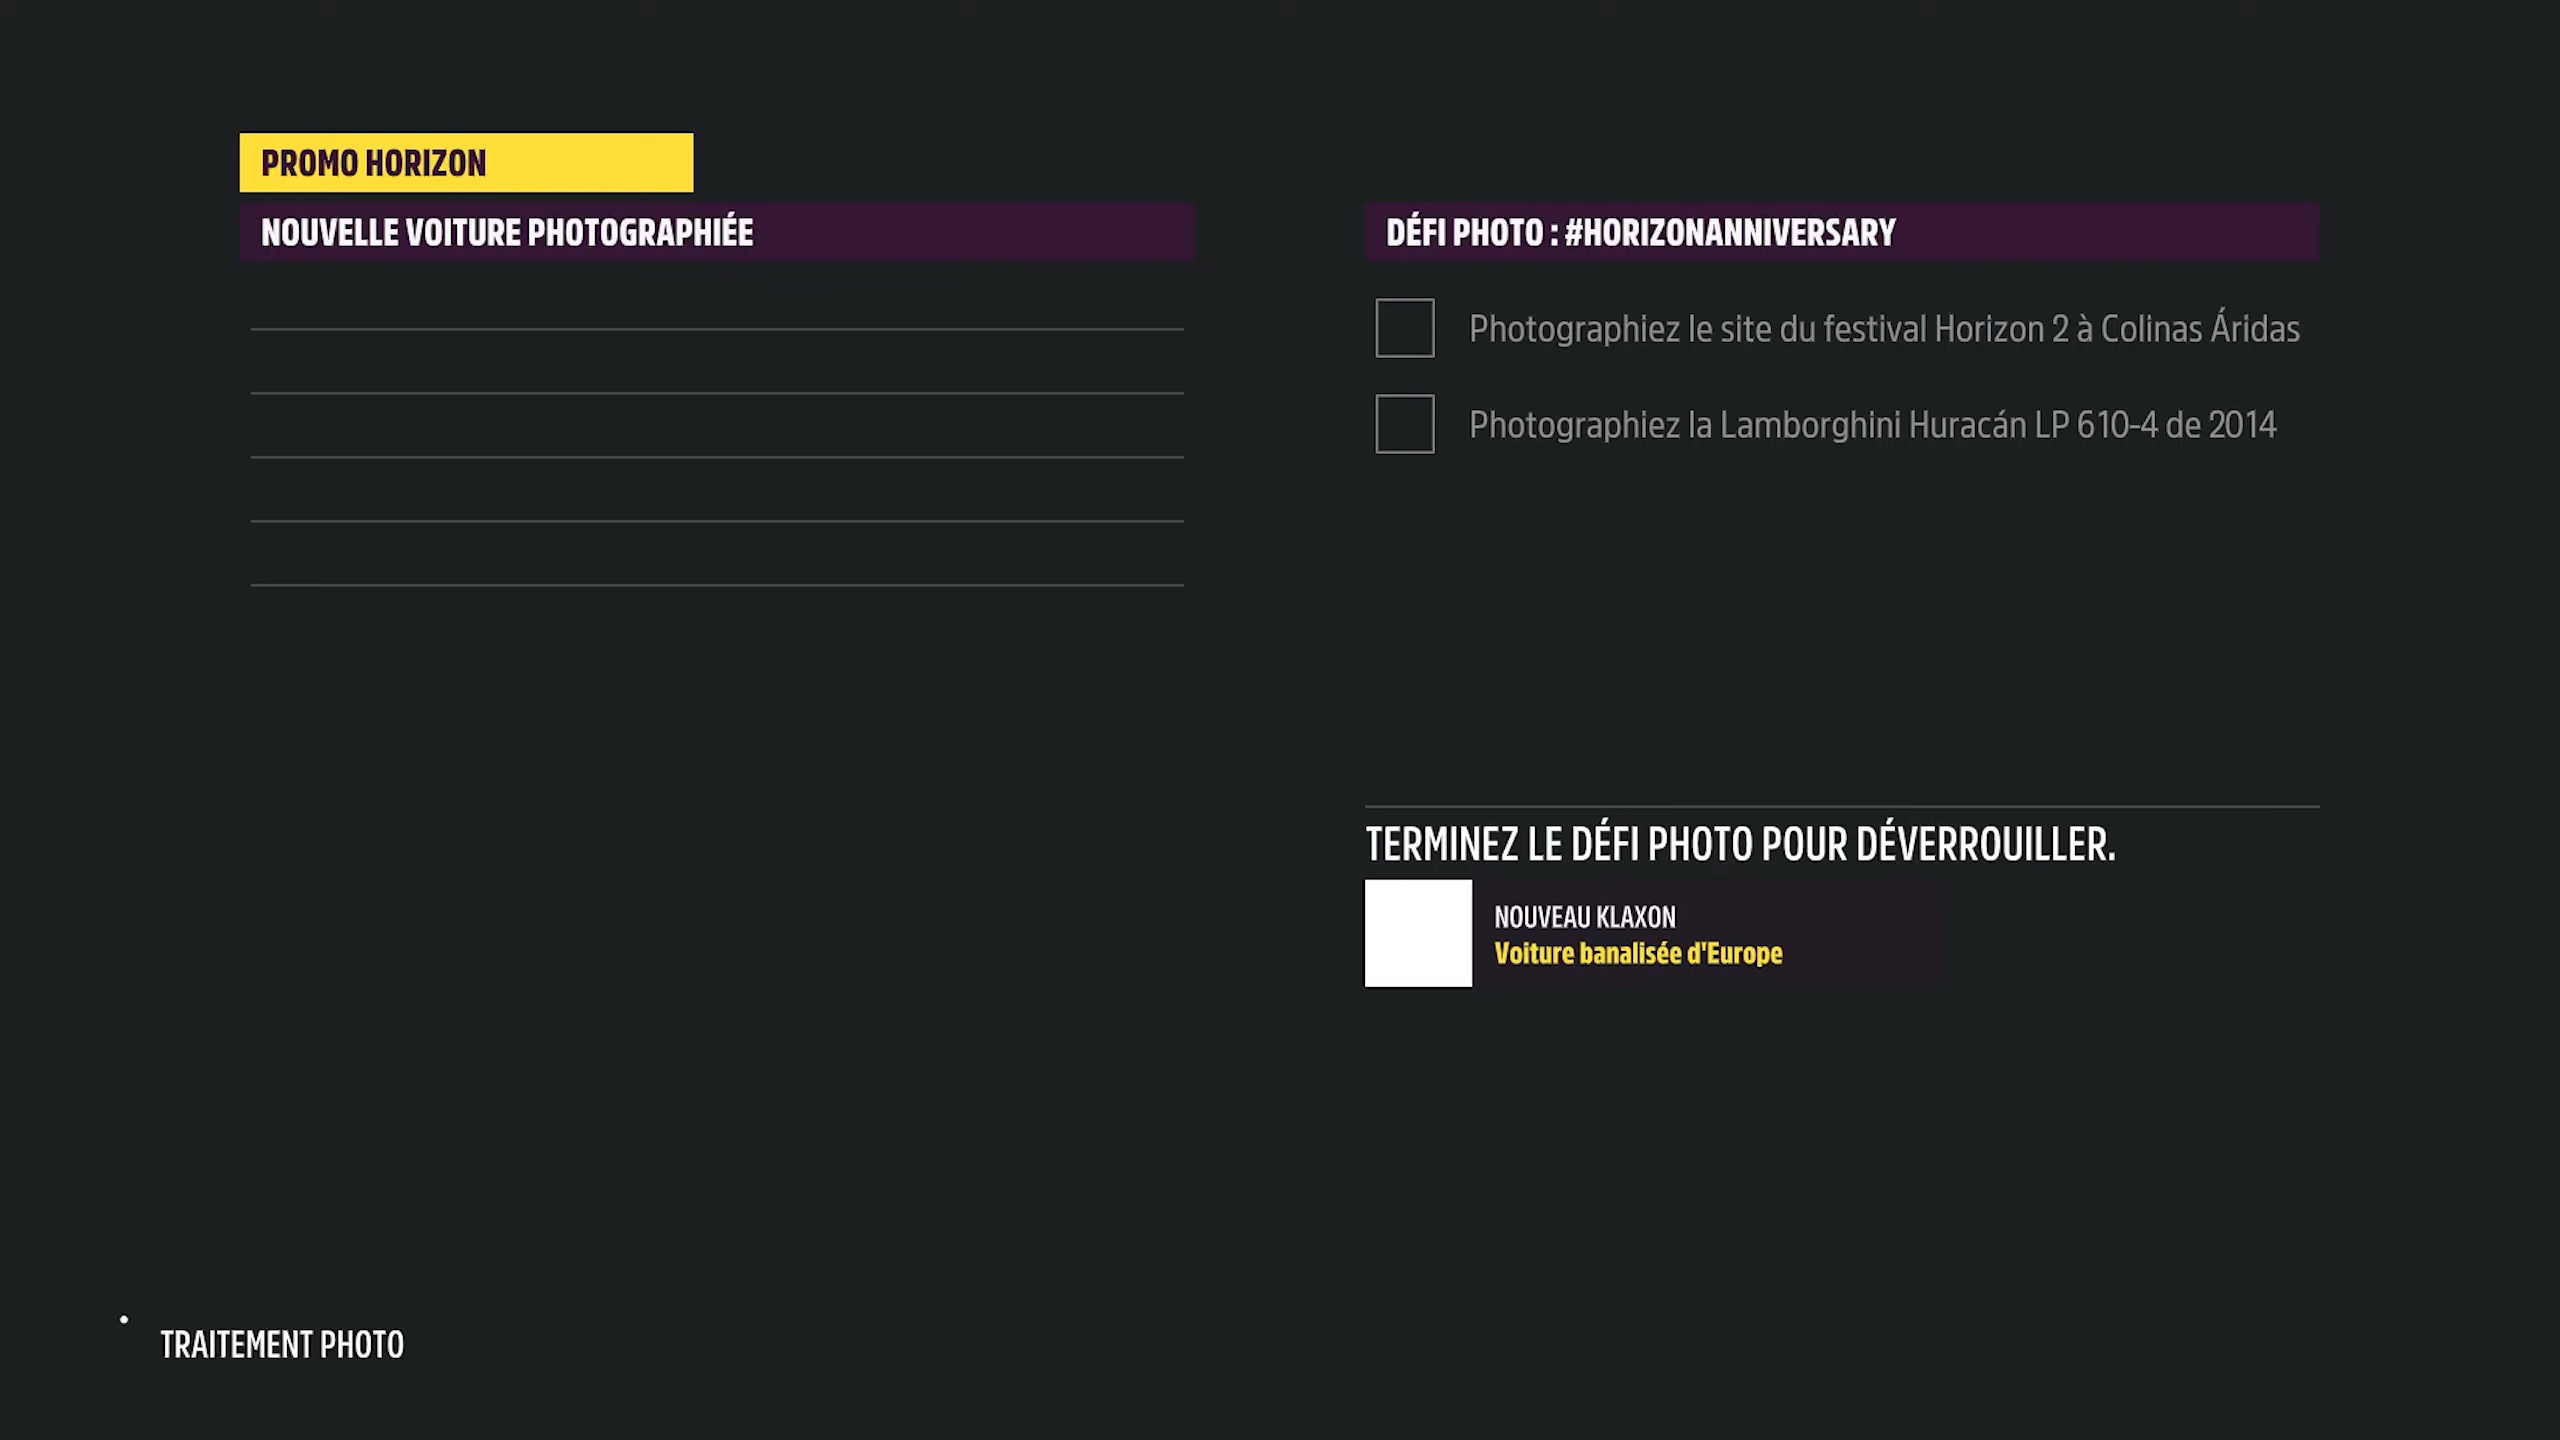 PROMO HORIZON
NOUVELLE VOITURE PHOTOGRAPHIÉE
DÉFI PHOTO : #HORIZONANNIVERSARY
Photographiez le site du festival Horizon 2 à Colinas Áridas
Photographiez la Lamborghini Huracán LP 610-4 de 2014
TERMINEZ LE DÉFI PHOTO POUR DÉVERROUILLER.
NOUVEAU KLAXON
Voiture banalisée d'Europe
TRAITEMENT PHOTO